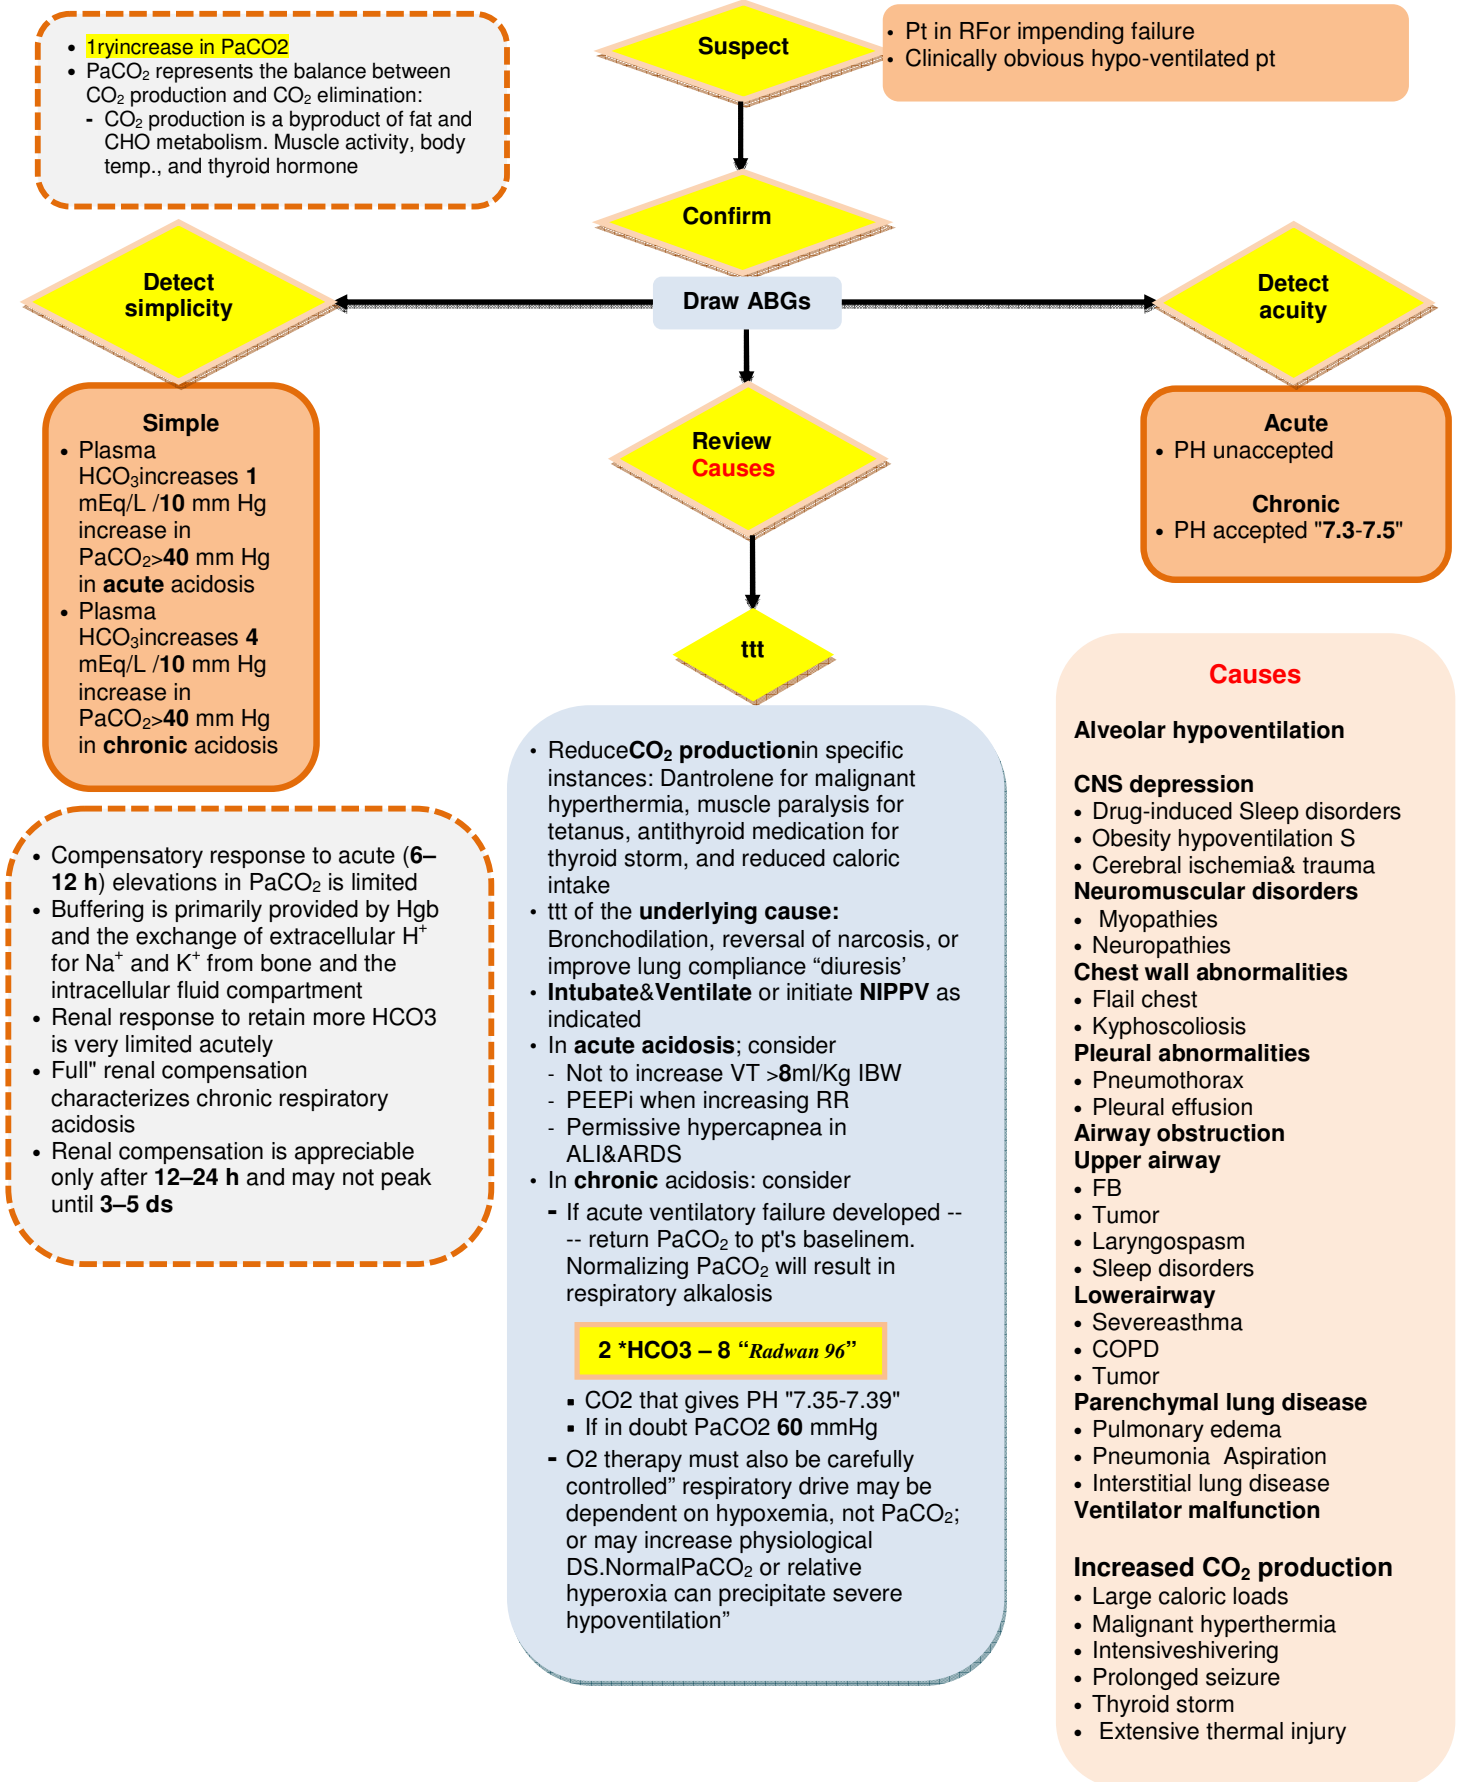 • 1ryincrease in PaCO2
• PaCO₂ represents the balance between
CO₂ production and CO₂ elimination:
- CO₂ production is a byproduct of fat and
CHO metabolism. Muscle activity, body
temp., and thyroid hormone
Suspect
• Pt in RFor impending failure
• Clinically obvious hypo-ventilated pt
Confirm
Draw ABGs
Detect
simplicity
Detect
acuity
Simple
• Plasma
HCO₃increases 1
mEq/L /10 mm Hg
increase in
PaCO₂>40 mm Hg
in acute acidosis
• Plasma
HCO₃increases 4
mEq/L /10 mm Hg
increase in
PaCO₂>40 mm Hg
in chronic acidosis
Review
Causes
Acute
• PH unaccepted
Chronic
• PH accepted "7.3-7.5"
ttt
• Compensatory response to acute (6–
12 h) elevations in PaCO₂ is limited
• Buffering is primarily provided by Hgb
and the exchange of extracellular H⁺
for Na⁺ and K⁺ from bone and the
intracellular fluid compartment
• Renal response to retain more HCO3
is very limited acutely
• Full" renal compensation
characterizes chronic respiratory
acidosis
• Renal compensation is appreciable
only after 12–24 h and may not peak
until 3–5 ds
• ReduceCO₂ productionin specific
instances: Dantrolene for malignant
hyperthermia, muscle paralysis for
tetanus, antithyroid medication for
thyroid storm, and reduced caloric
intake
• ttt of the underlying cause:
Bronchodilation, reversal of narcosis, or
improve lung compliance “diuresis’
• Intubate&Ventilate or initiate NIPPV as
indicated
• In acute acidosis; consider
- Not to increase VT >8ml/Kg IBW
- PEEPi when increasing RR
- Permissive hypercapnea in
ALI&ARDS
• In chronic acidosis: consider
- If acute ventilatory failure developed --
-- return PaCO₂ to pt's baselinem.
Normalizing PaCO₂ will result in
respiratory alkalosis
2 *HCO3 – 8 “Radwan 96”
▪ CO2 that gives PH "7.35-7.39"
▪ If in doubt PaCO2 60 mmHg
- O2 therapy must also be carefully
controlled” respiratory drive may be
dependent on hypoxemia, not PaCO₂;
or may increase physiological
DS.NormalPaCO₂ or relative
hyperoxia can precipitate severe
hypoventilation”
Causes
Alveolar hypoventilation
CNS depression
• Drug-induced Sleep disorders
• Obesity hypoventilation S
• Cerebral ischemia& trauma
Neuromuscular disorders
• Myopathies
• Neuropathies
Chest wall abnormalities
• Flail chest
• Kyphoscoliosis
Pleural abnormalities
• Pneumothorax
• Pleural effusion
Airway obstruction
Upper airway
• FB
• Tumor
• Laryngospasm
• Sleep disorders
Lowerairway
• Severeasthma
• COPD
• Tumor
Parenchymal lung disease
• Pulmonary edema
• Pneumonia Aspiration
• Interstitial lung disease
Ventilator malfunction
Increased CO₂ production
• Large caloric loads
• Malignant hyperthermia
• Intensiveshivering
• Prolonged seizure
• Thyroid storm
• Extensive thermal injury